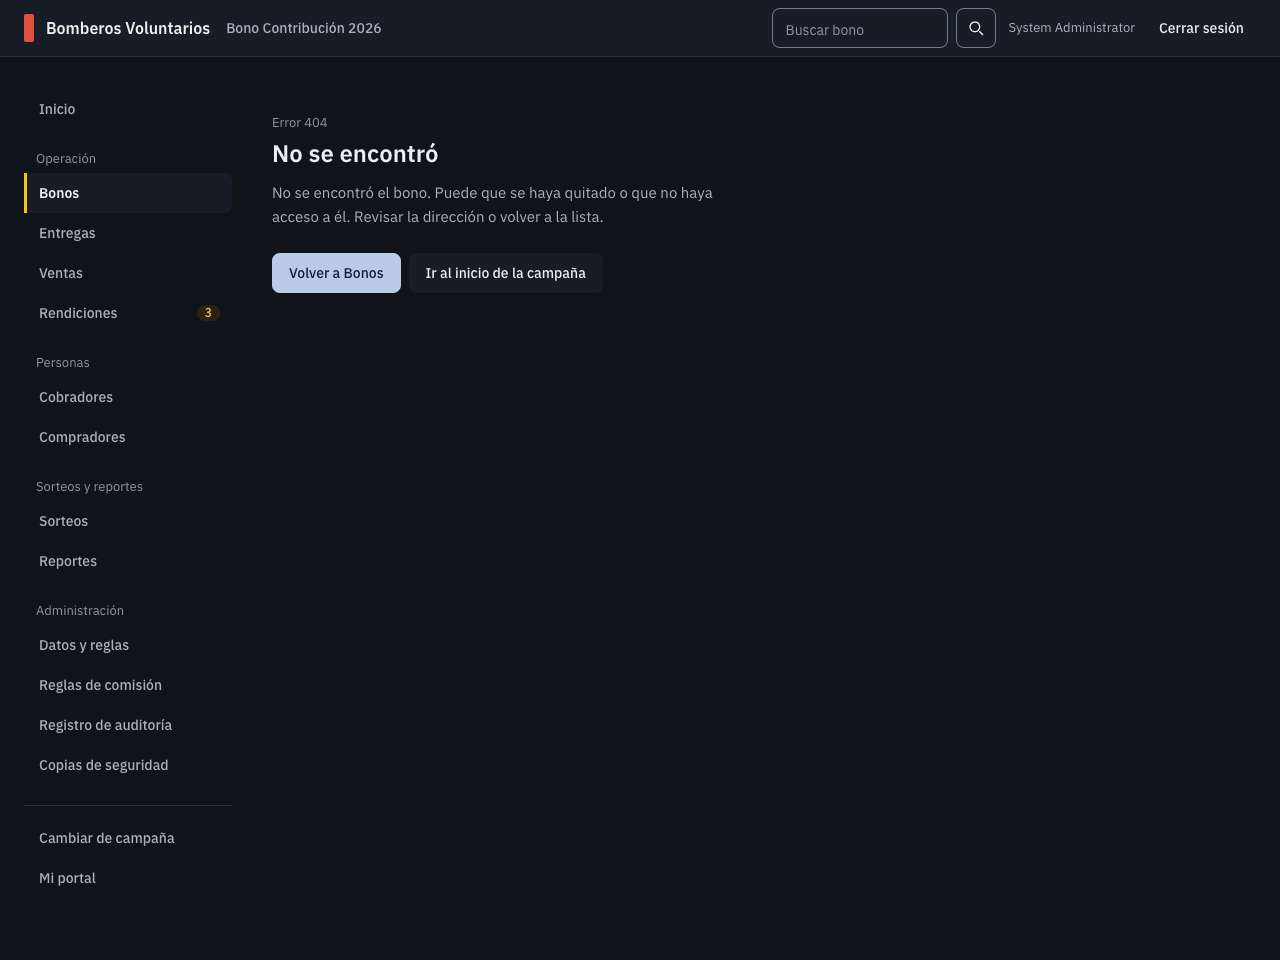 Bomberos Voluntarios
Bono Contribución 2026
Buscar bono
System Administrator
Cerrar sesión
Inicio
Operación
Bonos
Entregas
Ventas
Rendiciones 3
Personas
Cobradores
Compradores
Sorteos y reportes
Sorteos
Reportes
Administración
Datos y reglas
Reglas de comisión
Registro de auditoría
Copias de seguridad
Cambiar de campaña
Mi portal
Error 404
No se encontró
No se encontró el bono. Puede que se haya quitado o que no haya
acceso a él. Revisar la dirección o volver a la lista.
Volver a Bonos
Ir al inicio de la campaña